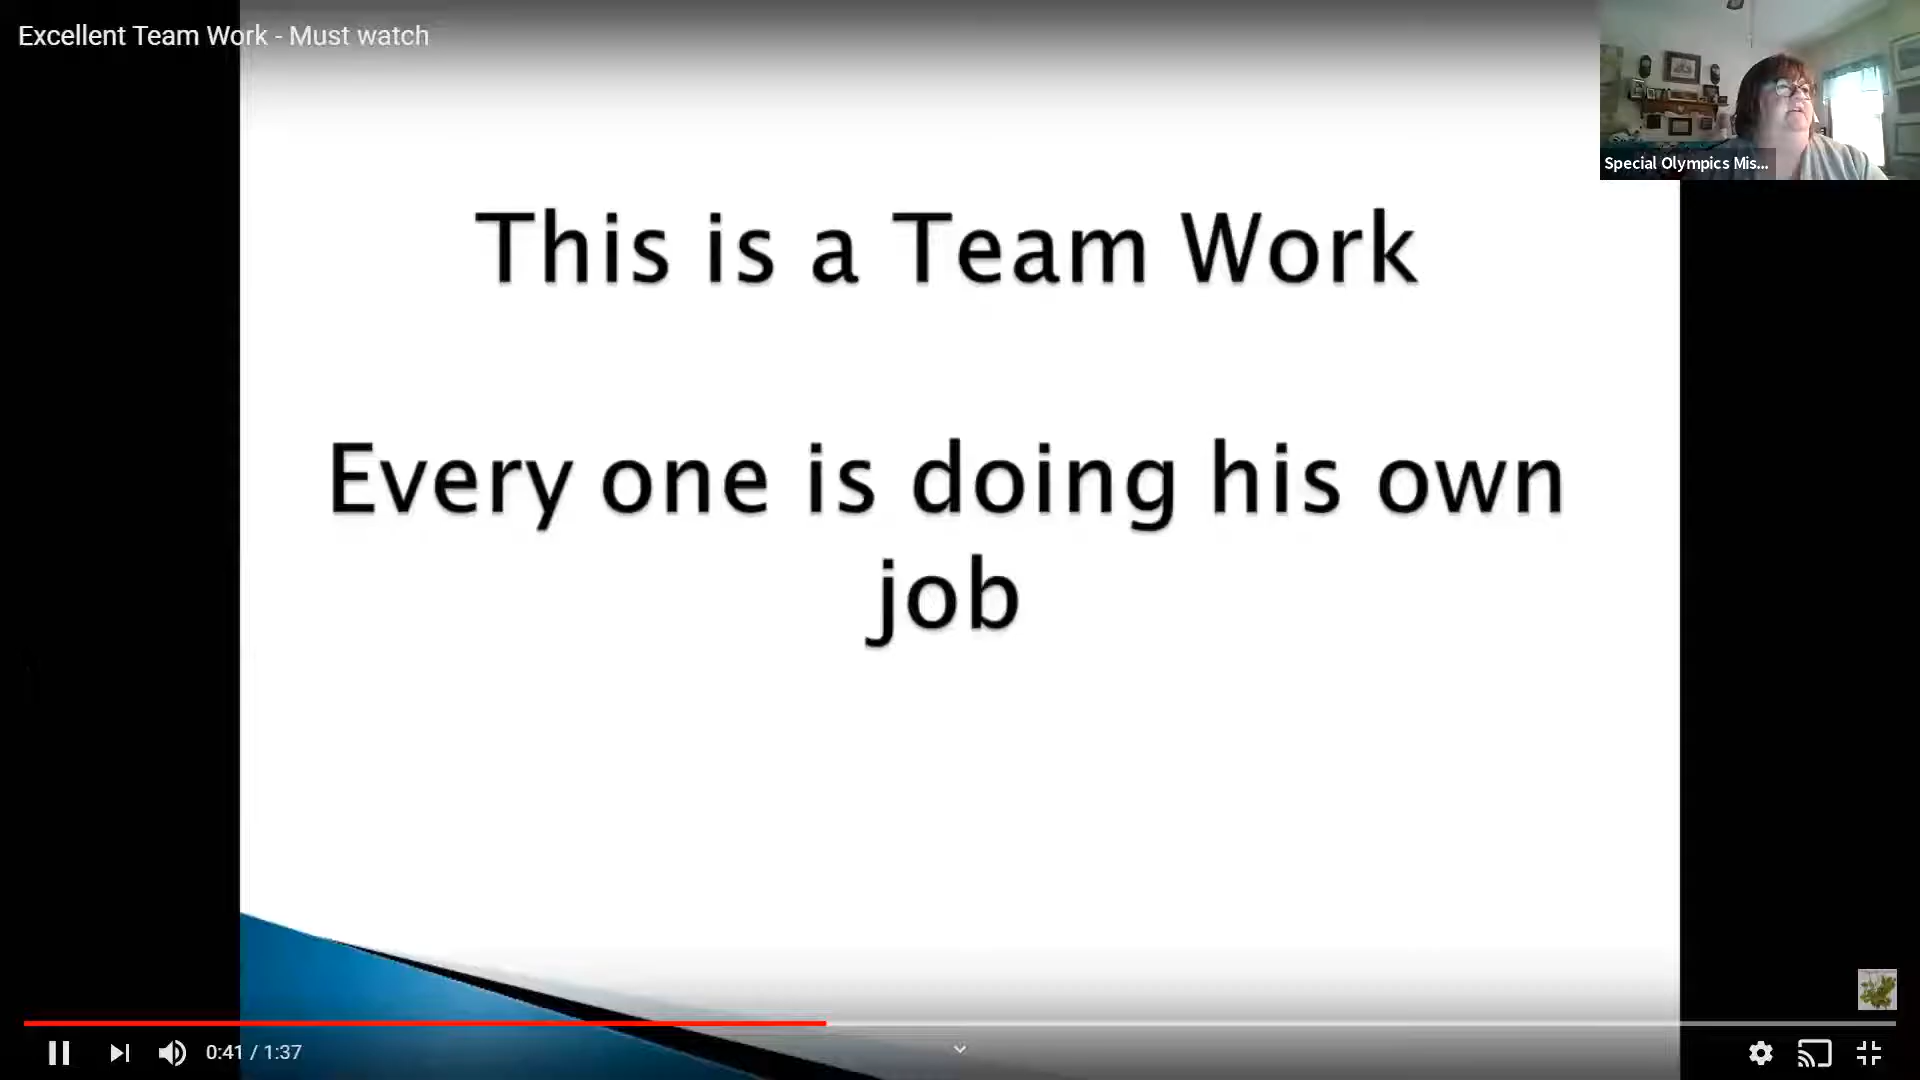 Excellent Team Work - Must watch
Special Olympics Mis...
This is a Team Work
Every one is doing his own
job
0:41 / 1:37